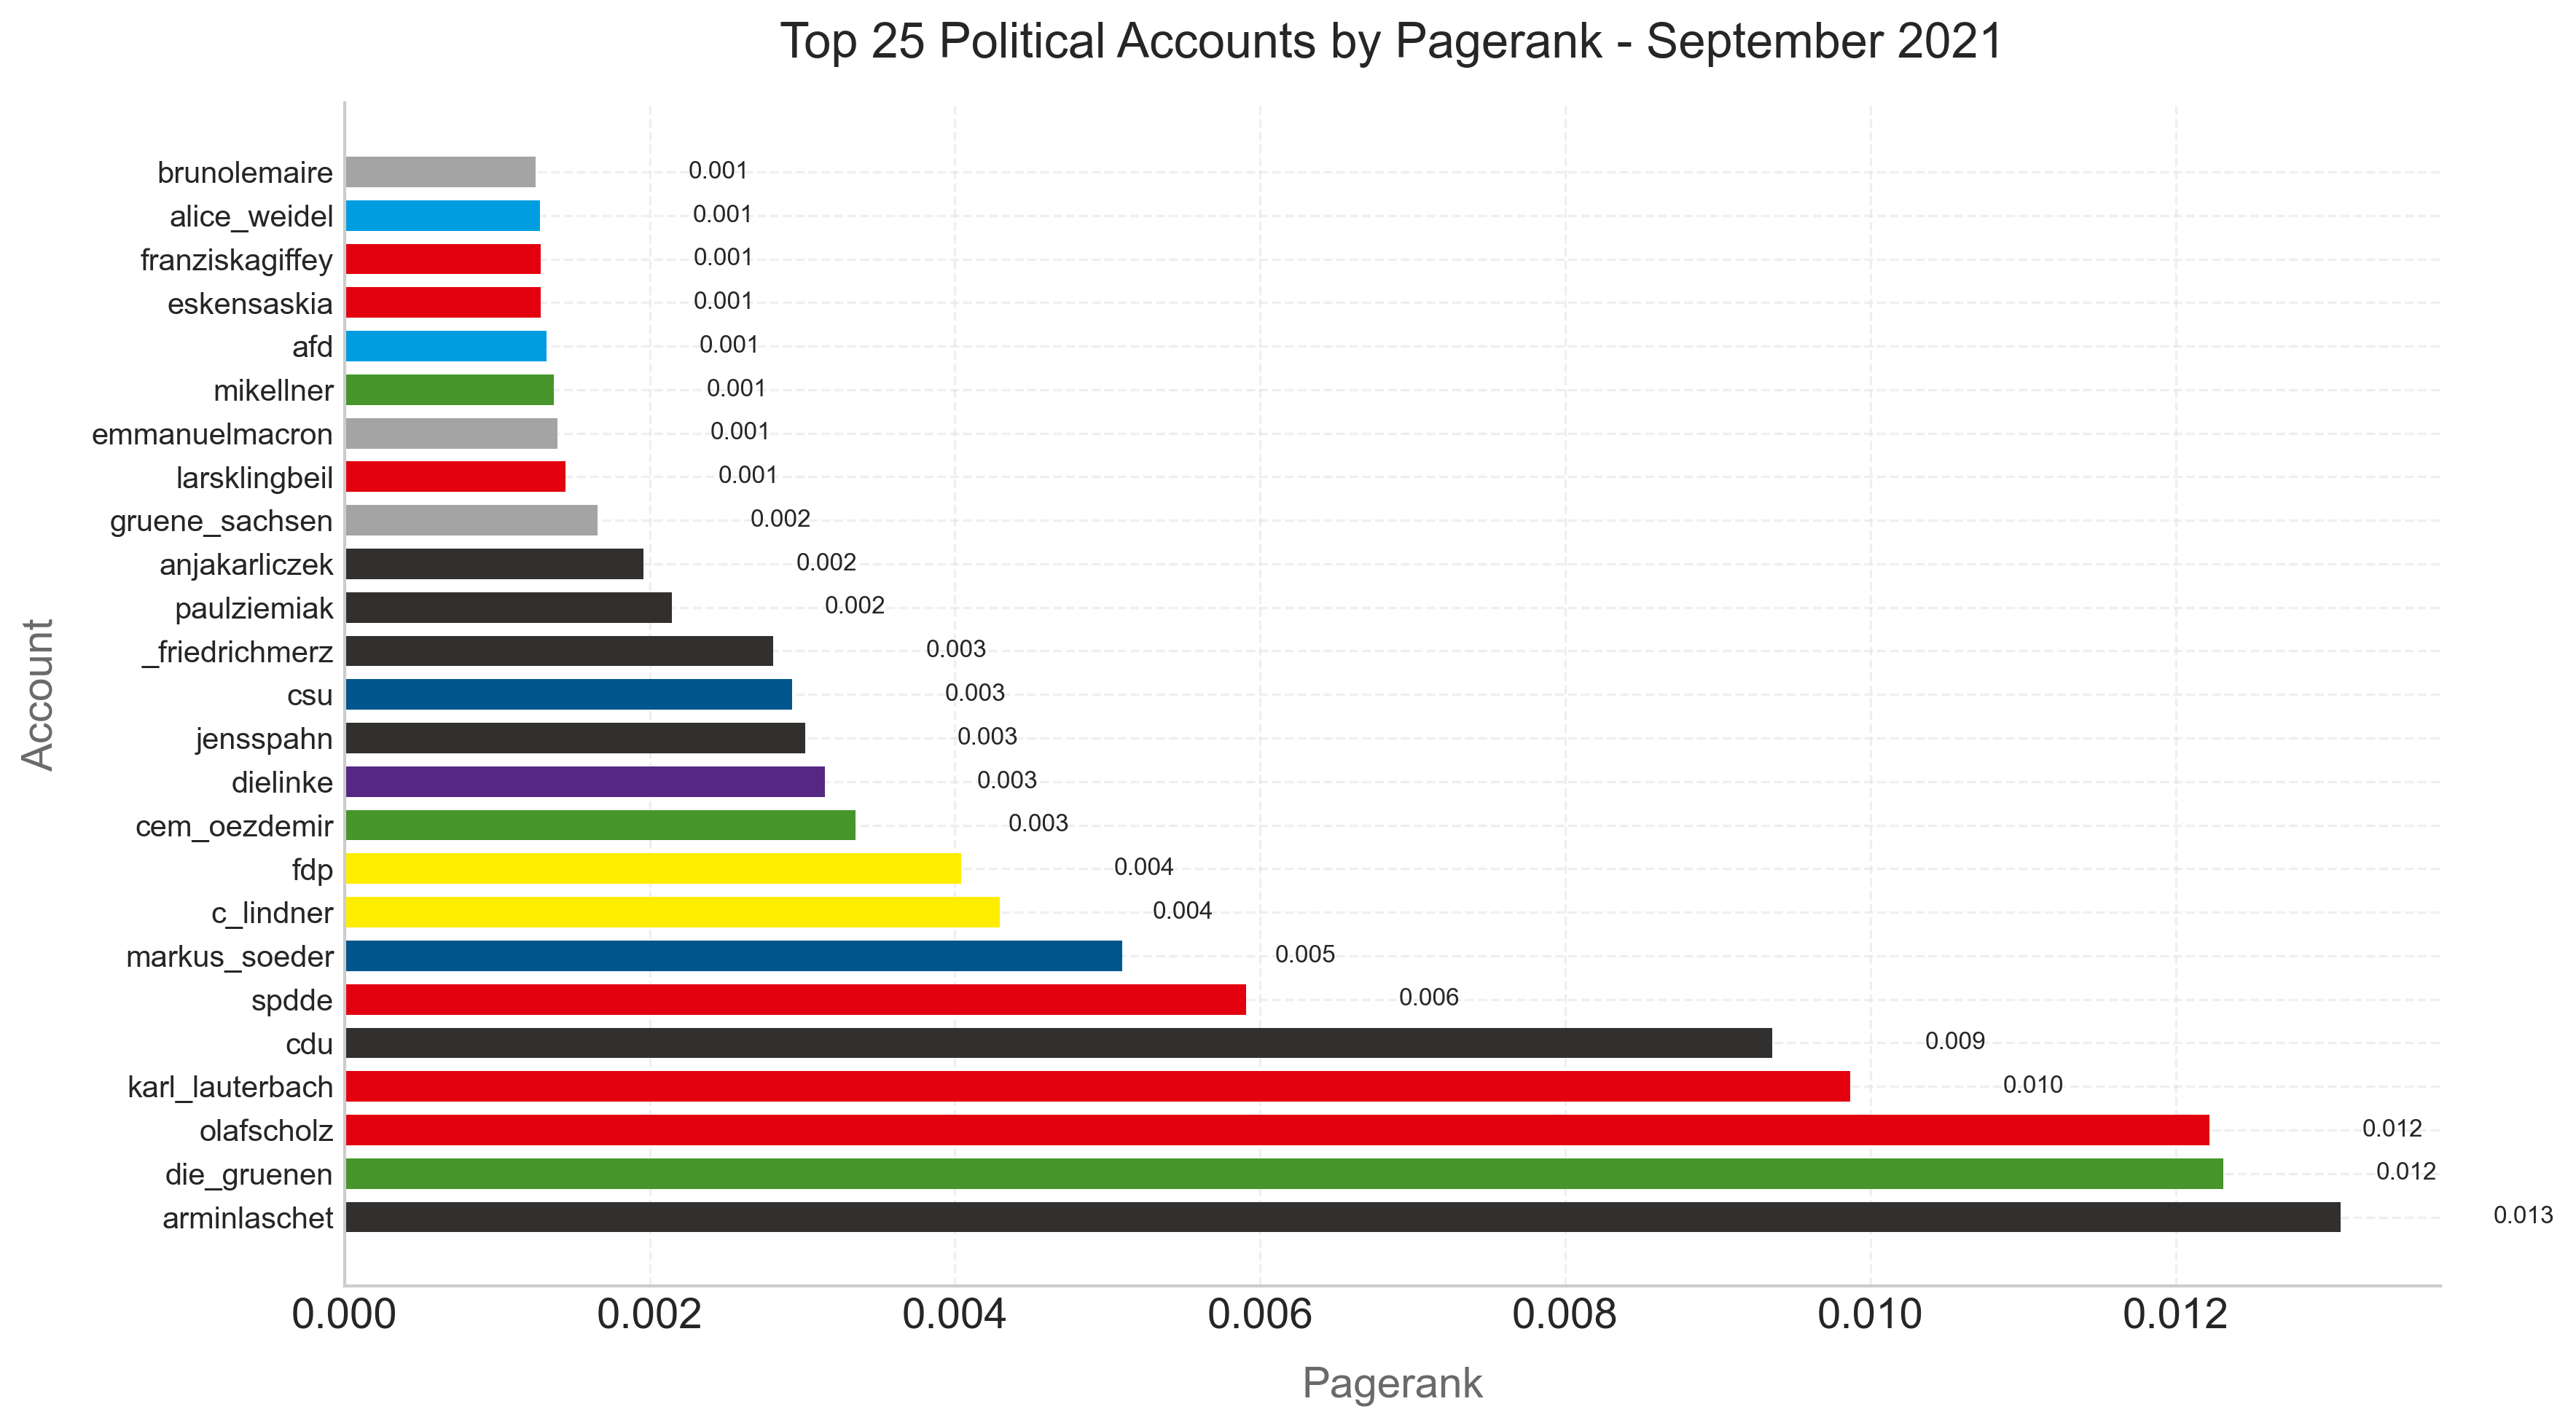 Top 25 Political Accounts by Pagerank - September 2021
brunolemaire 0.001
alice_weidel 0.001
franziskagiffey 0.001
eskensaskia 0.001
afd 0.001
mikellner 0.001
emmanuelmacron 0.001
larsklingbeil 0.001
gruene_sachsen 0.002
anjakarliczek 0.002
paulziemiak 0.002
_friedrichmerz 0.003
csu 0.003
jensspahn 0.003
dielinke 0.003
cem_oezdemir 0.003
fdp 0.004
c_lindner 0.004
markus_soeder 0.005
spdde 0.006
cdu 0.009
karl_lauterbach 0.010
olafscholz 0.012
die_gruenen 0.012
arminlaschet 0.013
Account
0.000 0.002 0.004 0.006 0.008 0.010 0.012
Pagerank